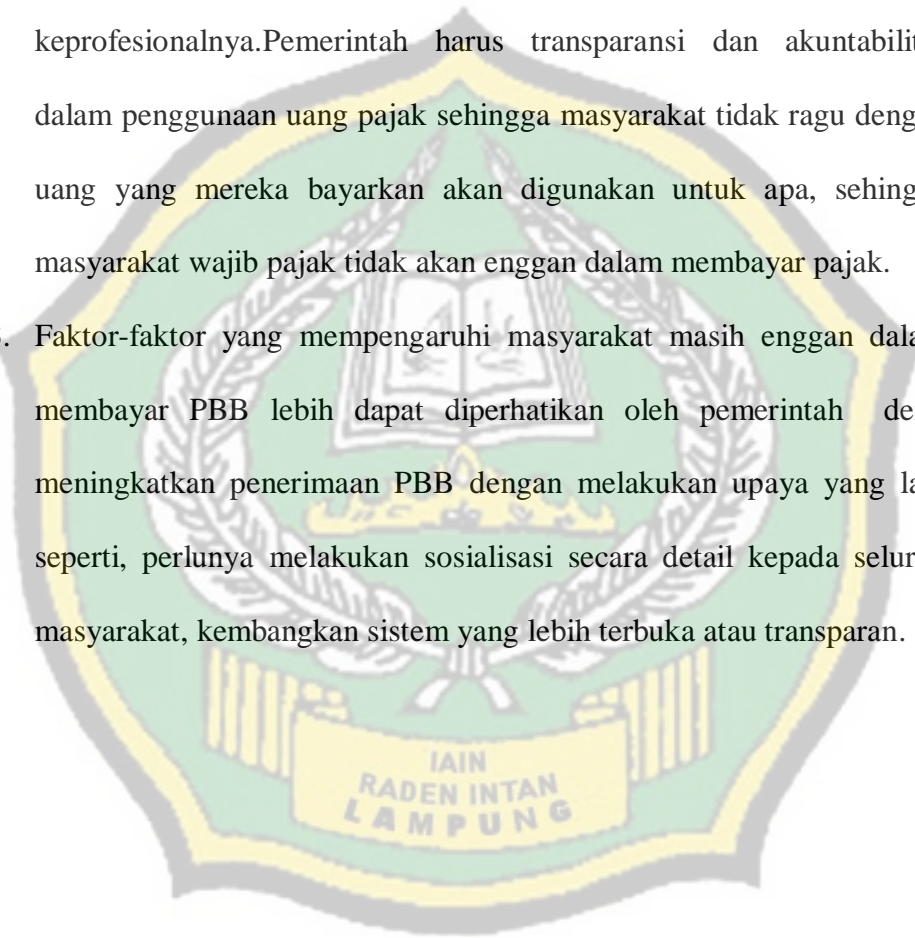 keprofesionalnya.Pemerintah harus transparansi dan akuntabilit
dalam penggunaan uang pajak sehingga masyarakat tidak ragu deng
uang yang mereka bayarkan akan digunakan untuk apa, sehing
masyarakat wajib pajak tidak akan enggan dalam membayar pajak.
. Faktor-faktor yang mempengaruhi masyarakat masih enggan dala
membayar PBB lebih dapat diperhatikan oleh pemerintah de
meningkatkan penerimaan PBB dengan melakukan upaya yang la
seperti, perlunya melakukan sosialisasi secara detail kepada selur
masyarakat, kembangkan sistem yang lebih terbuka atau transparan.
IAIN
RADEN INTAN
LAMPUNG